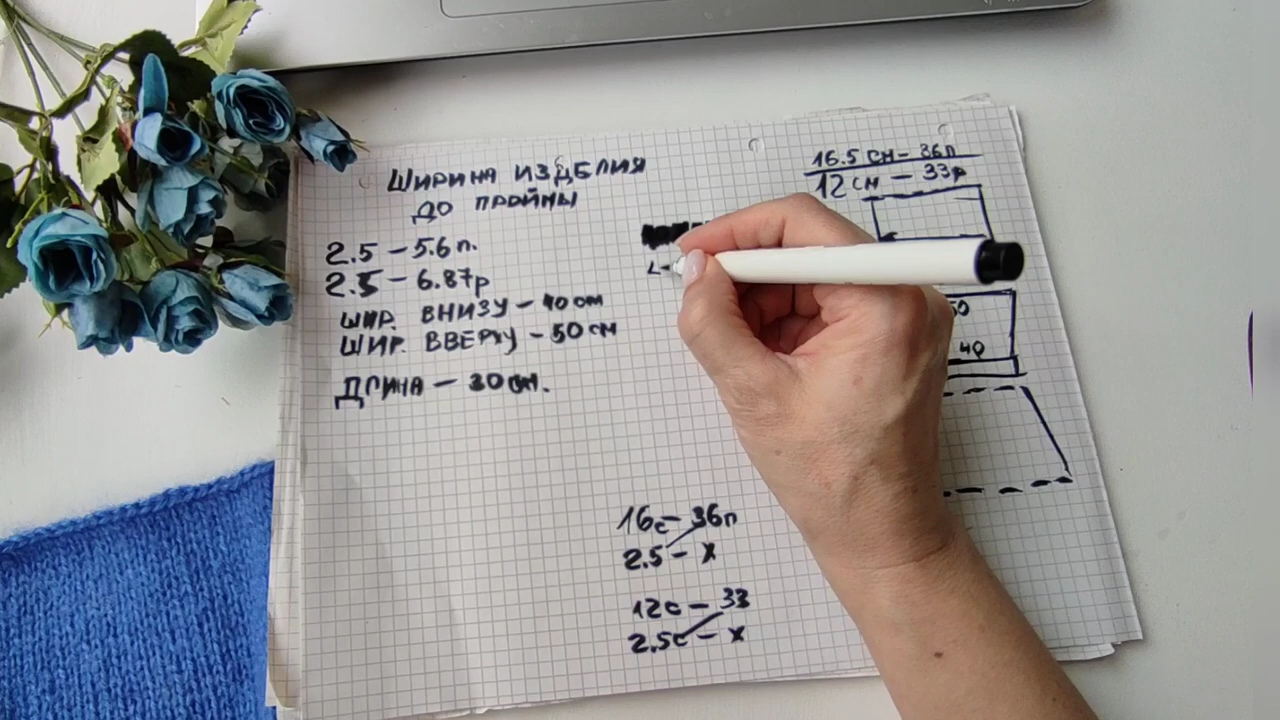 ШИРИНА ИЗДЕЛИЯ
ДО ПРОЙМЫ
2.5 – 5.6 п.
2.5 – 6.87р
ШИР. ВНИЗУ – 40 см
ШИР. ВВЕРХУ – 50 см
ДЛИНА – 30 см.
16.5 см – 36п
12 см – 33р
50
40
16с – 36п
2.5 – х
12с – 33
2.5с – х